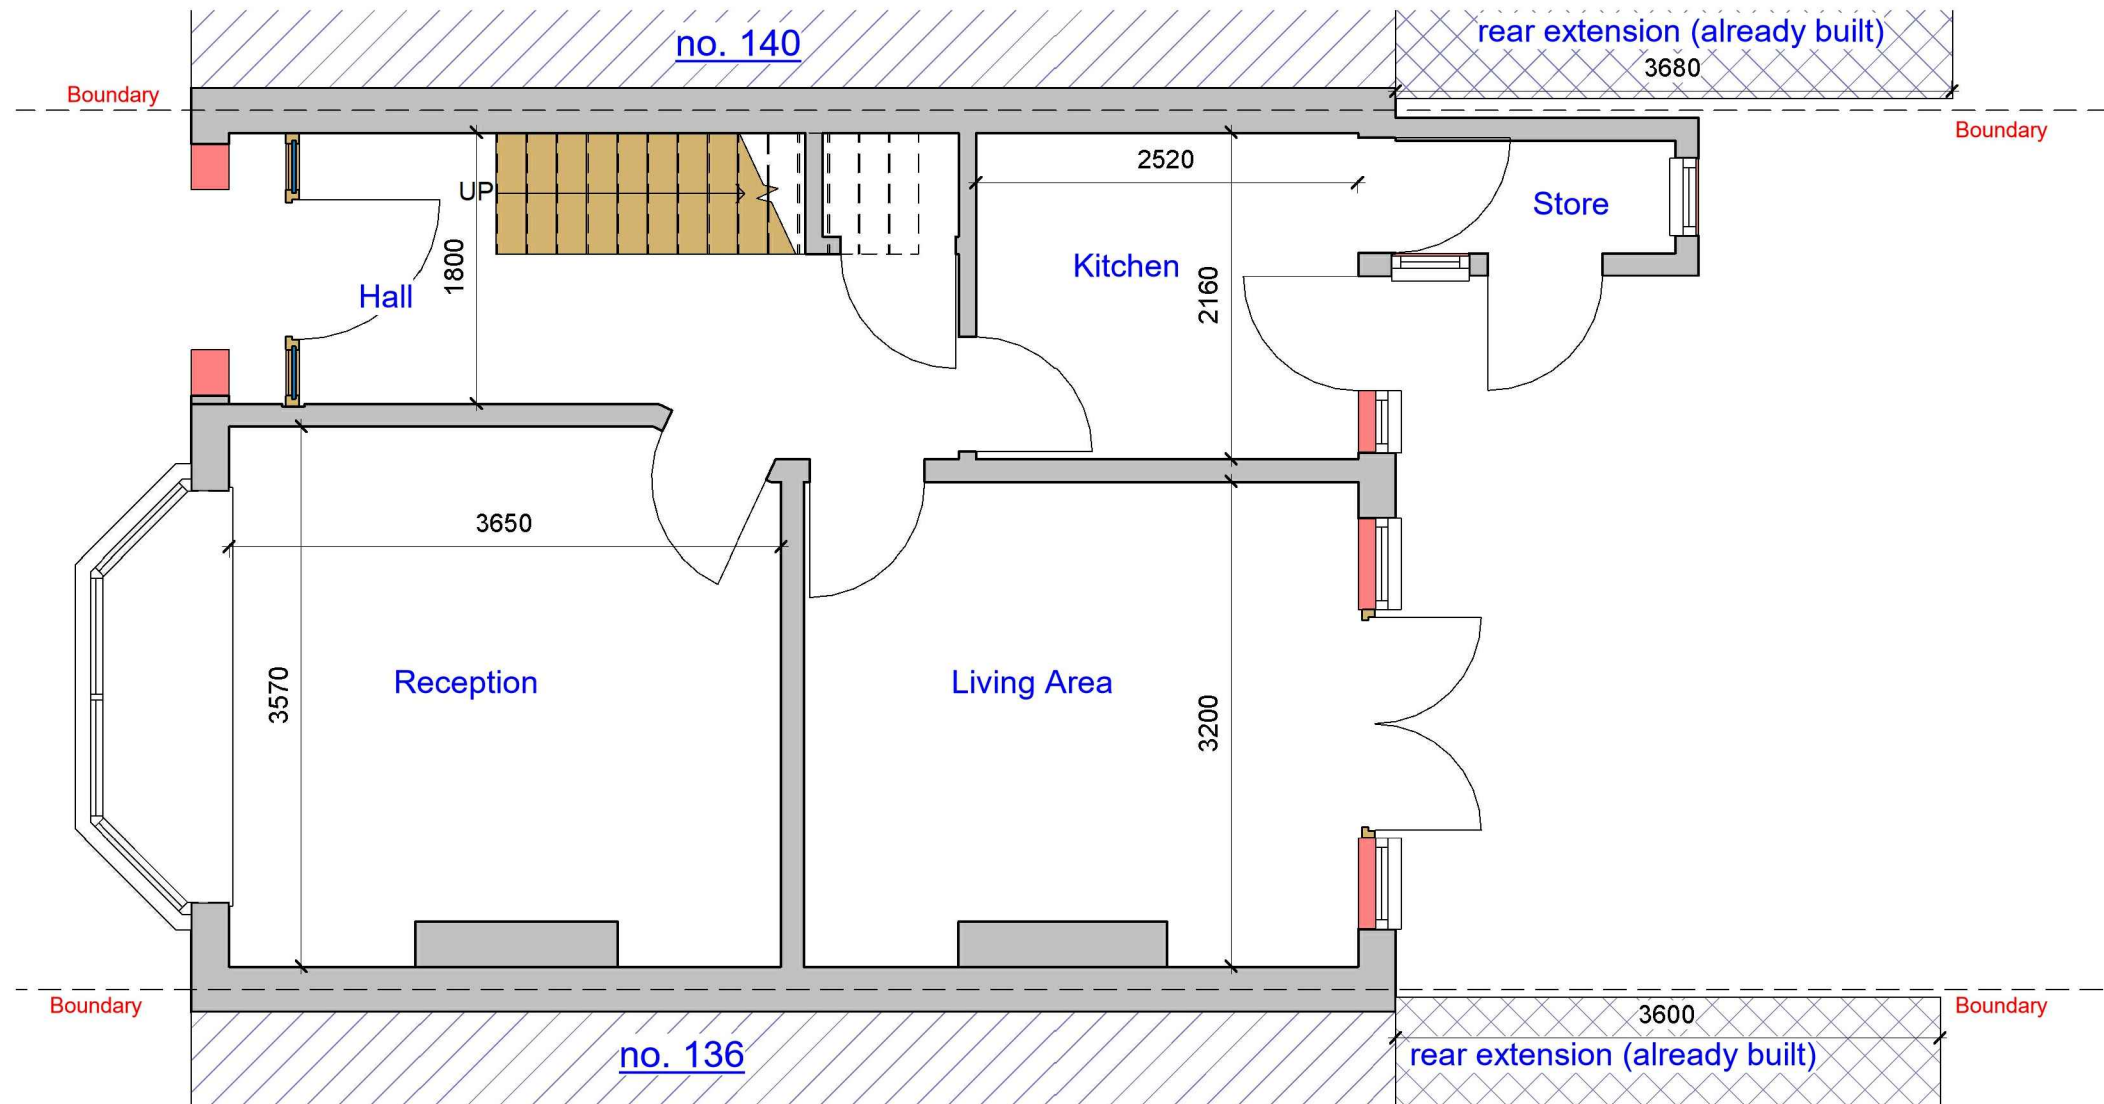 no. 140
rear extension (already built)
3680
Boundary
Boundary
2520
UP
Store
1800
Hall
Kitchen
2160
3650
3570
Reception
Living Area
3200
Boundary
Boundary
3600
no. 136
rear extension (already built)